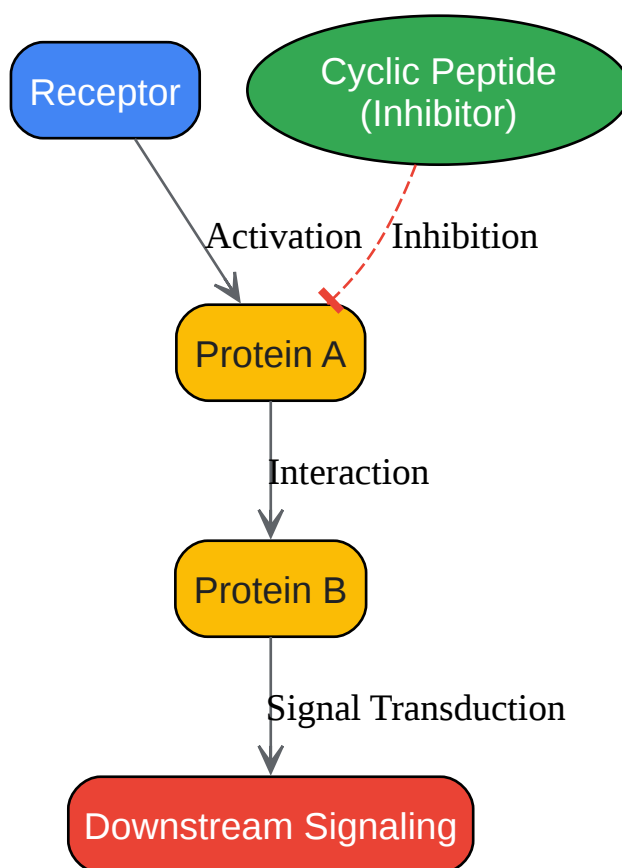 Receptor
Cyclic Peptide
(Inhibitor)
Activation
Inhibition
Protein A
Interaction
Protein B
Signal Transduction
Downstream Signaling